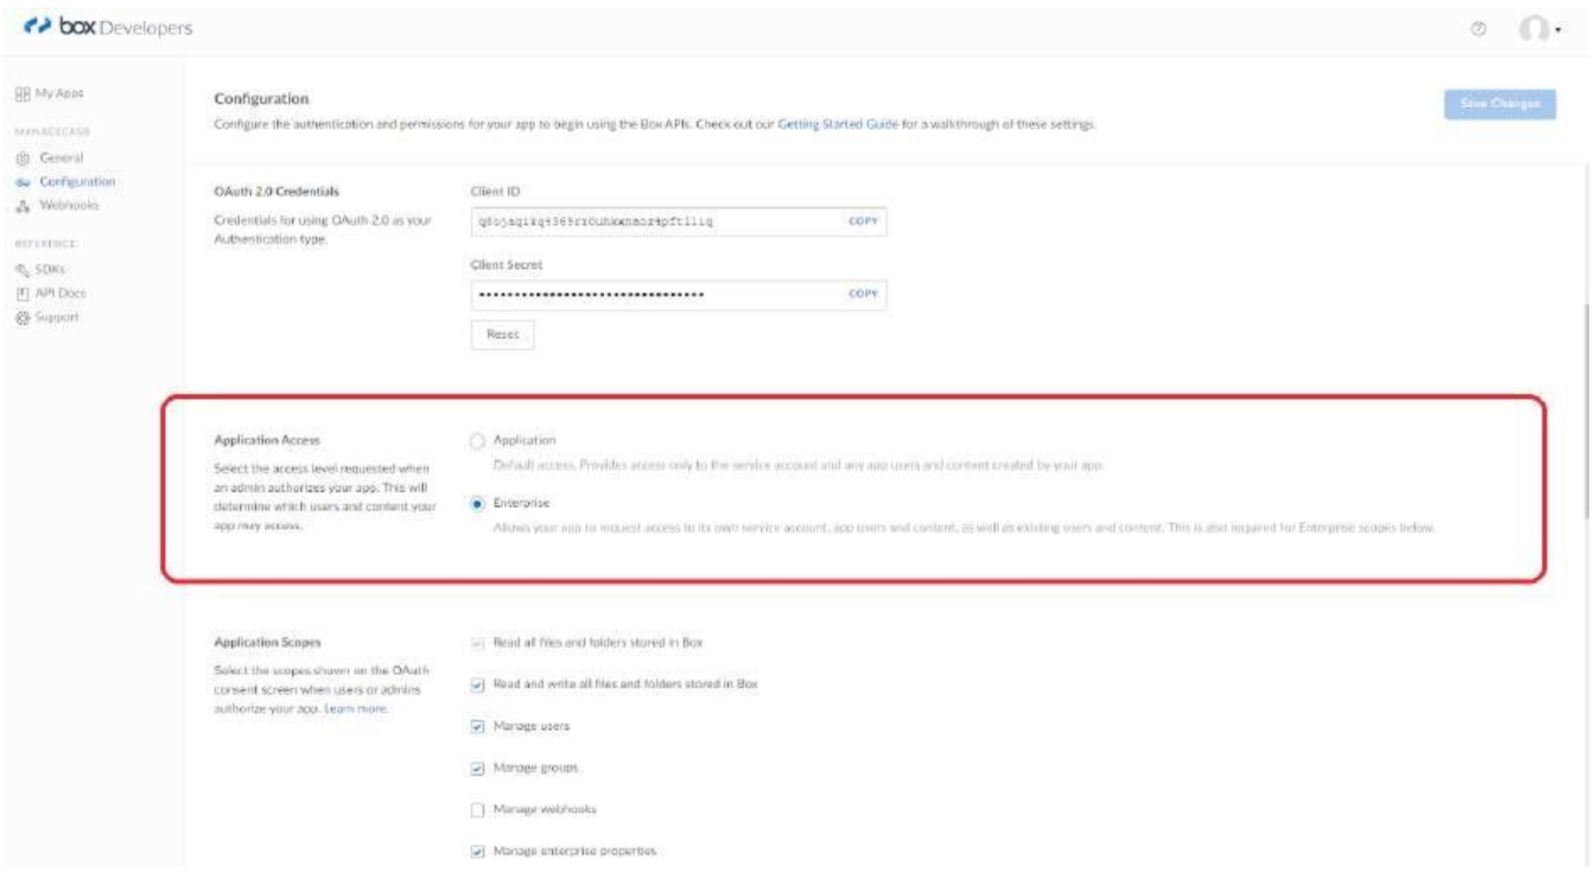 box Developers
My Apps
General
Configuration
Webhooks
REFERENCE
SDKs
API Docs
Support
Configuration
Configure the authentication and permissions for your app to begin using the Box APIs. Check out our Getting Started Guide for a walkthrough of these settings.
Save Changes
OAuth 2.0 Credentials
Credentials for using OAuth 2.0 as your
Authentication type.
Client ID
COPY
Client Secret
••••••••••••••••••••••••••••••••
COPY
Reset
Application Access
Select the access level requested when
an admin authorizes your app. This will
determine which users and content your
app may access.
Application
Default access. Provides access only to the service account and any app users and content created by your app.
Enterprise
Allows your app to request access to its own service account, app users and content, as well as existing users and content. This is also required for Enterprise scopes below.
Application Scopes
Select the scopes shown on the OAuth
consent screen when users or admins
authorize your app. Learn more.
Read all files and folders stored in Box
Read and write all files and folders stored in Box
Manage users
Manage groups
Manage webhooks
Manage enterprise properties